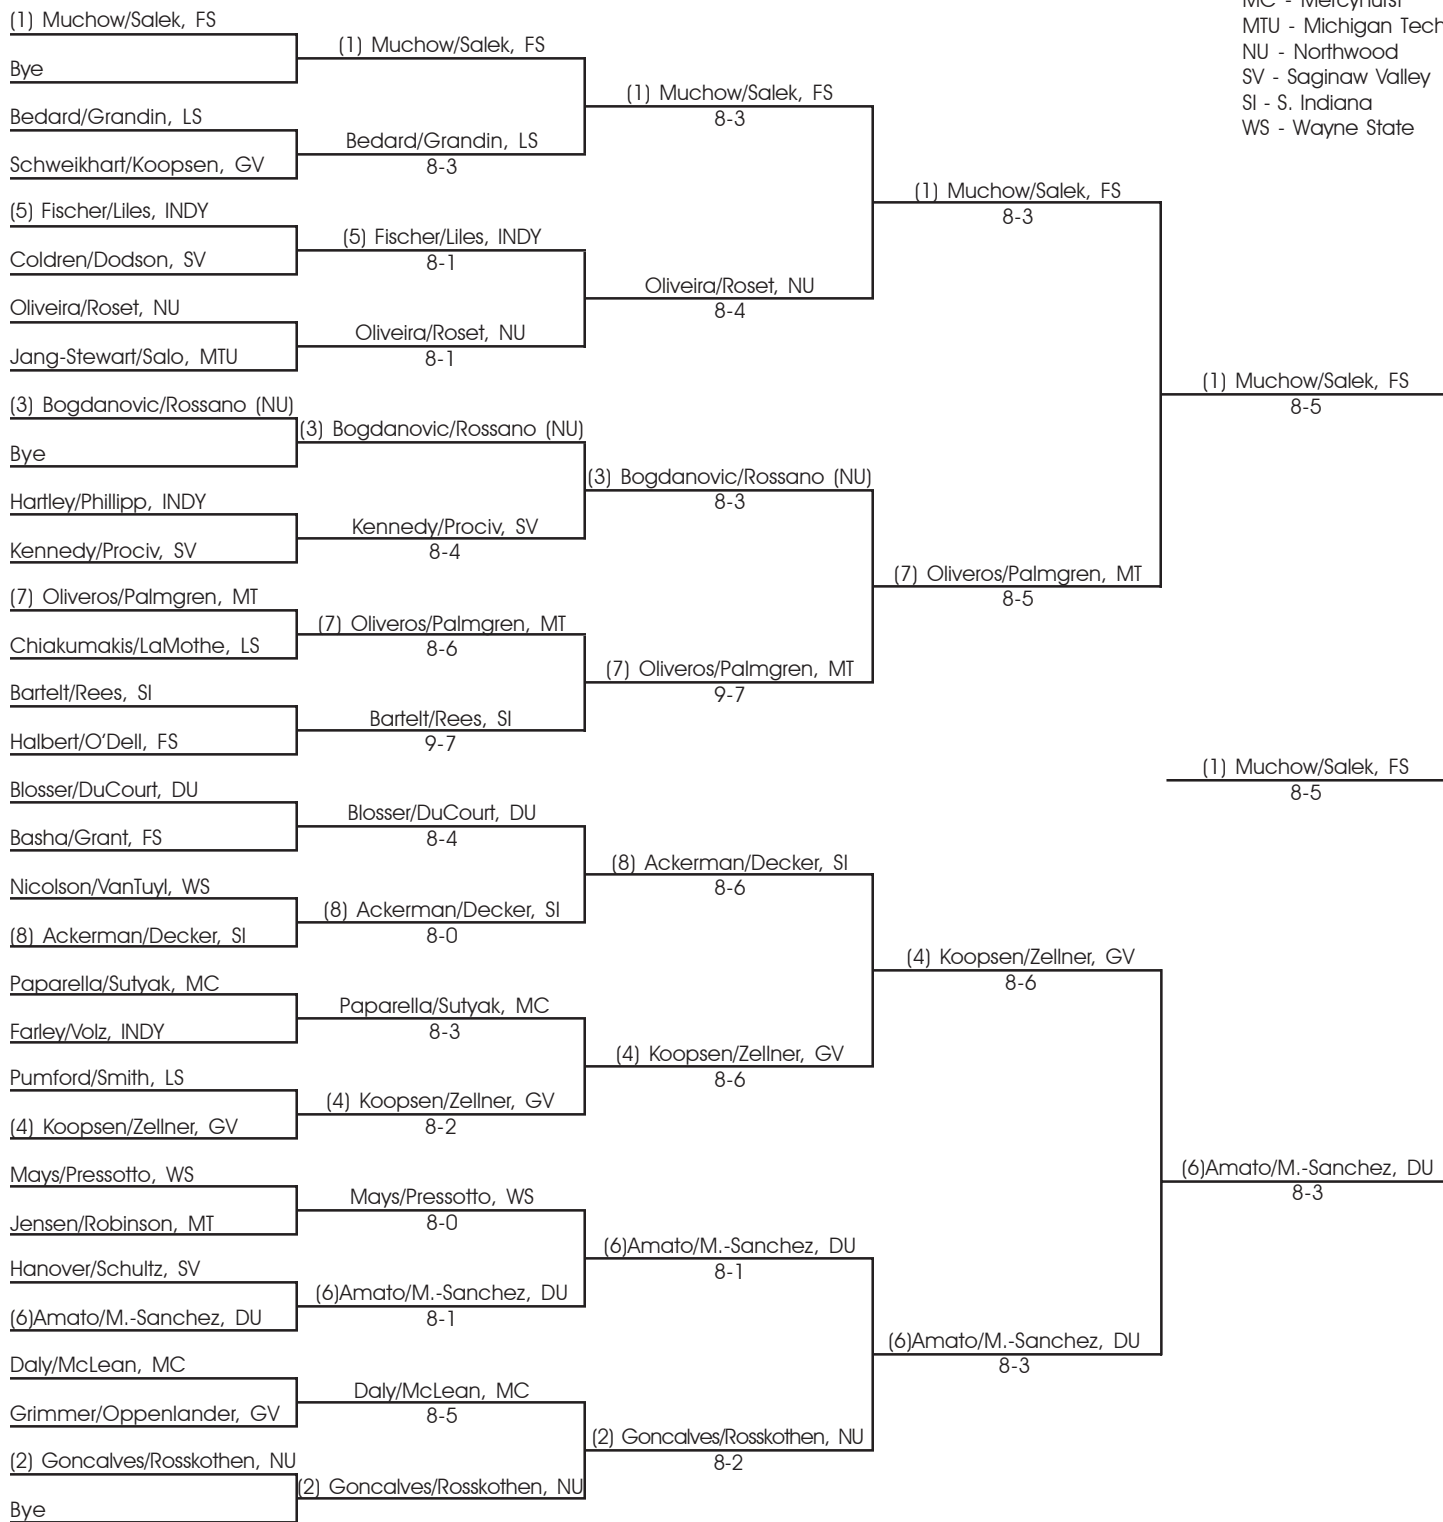 (1) Muchow/Salek, FS
Bye
Bedard/Grandin, LS
Schweikhart/Koopsen, GV
(5) Fischer/Liles, INDY
Coldren/Dodson, SV
Oliveira/Roset, NU
Jang-Stewart/Salo, MTU
(3) Bogdanovic/Rossano (NU)
Bye
Hartley/Phillipp, INDY
Kennedy/Prociv, SV
(7) Oliveros/Palmgren, MT
Chiakumakis/LaMothe, LS
Bartelt/Rees, SI
Halbert/O'Dell, FS
Blosser/DuCourt, DU
Basha/Grant, FS
Nicolson/VanTuyl, WS
(8) Ackerman/Decker, SI
Paparella/Sutyak, MC
Farley/Volz, INDY
Pumford/Smith, LS
(4) Koopsen/Zellner, GV
Mays/Pressotto, WS
Jensen/Robinson, MT
Hanover/Schultz, SV
(6)Amato/M.-Sanchez, DU
Daly/McLean, MC
Grimmer/Oppenlander, GV
(2) Goncalves/Rosskothen, NU
Bye
(1) Muchow/Salek, FS
Bedard/Grandin, LS
8-3
(5) Fischer/Liles, INDY
8-1
Oliveira/Roset, NU
8-1
(3) Bogdanovic/Rossano (NU)
Kennedy/Prociv, SV
8-4
(7) Oliveros/Palmgren, MT
8-6
Bartelt/Rees, SI
9-7
Blosser/DuCourt, DU
8-4
(8) Ackerman/Decker, SI
8-0
Paparella/Sutyak, MC
8-3
(4) Koopsen/Zellner, GV
8-2
Mays/Pressotto, WS
8-0
(6)Amato/M.-Sanchez, DU
8-1
Daly/McLean, MC
8-5
(2) Goncalves/Rosskothen, NU
(1) Muchow/Salek, FS
8-3
Oliveira/Roset, NU
8-4
(3) Bogdanovic/Rossano (NU)
8-3
(7) Oliveros/Palmgren, MT
9-7
(8) Ackerman/Decker, SI
8-6
(4) Koopsen/Zellner, GV
8-6
(6)Amato/M.-Sanchez, DU
8-1
(2) Goncalves/Rosskothen, NU
8-2
(1) Muchow/Salek, FS
8-3
(7) Oliveros/Palmgren, MT
8-5
(4) Koopsen/Zellner, GV
8-6
(6)Amato/M.-Sanchez, DU
8-3
MC - Mercyhurst
MTU - Michigan Tech
NU - Northwood
SV - Saginaw Valley
SI - S. Indiana
WS - Wayne State
(1) Muchow/Salek, FS
8-5
(1) Muchow/Salek, FS
8-5
(6)Amato/M.-Sanchez, DU
8-3